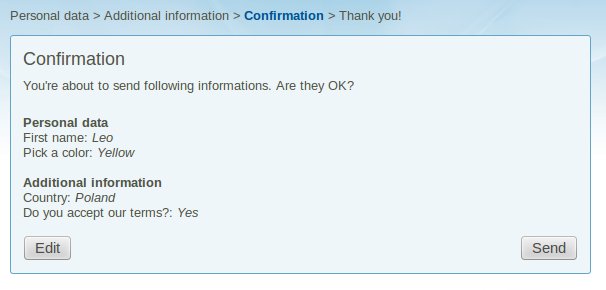 Personal data > Additional information > Confirmation > Thank you!
Confirmation
You're about to send following informations. Are they OK?
Personal data
First name: Leo
Pick a color: Yellow
Additional information
Country: Poland
Do you accept our terms?: Yes
Edit
Send